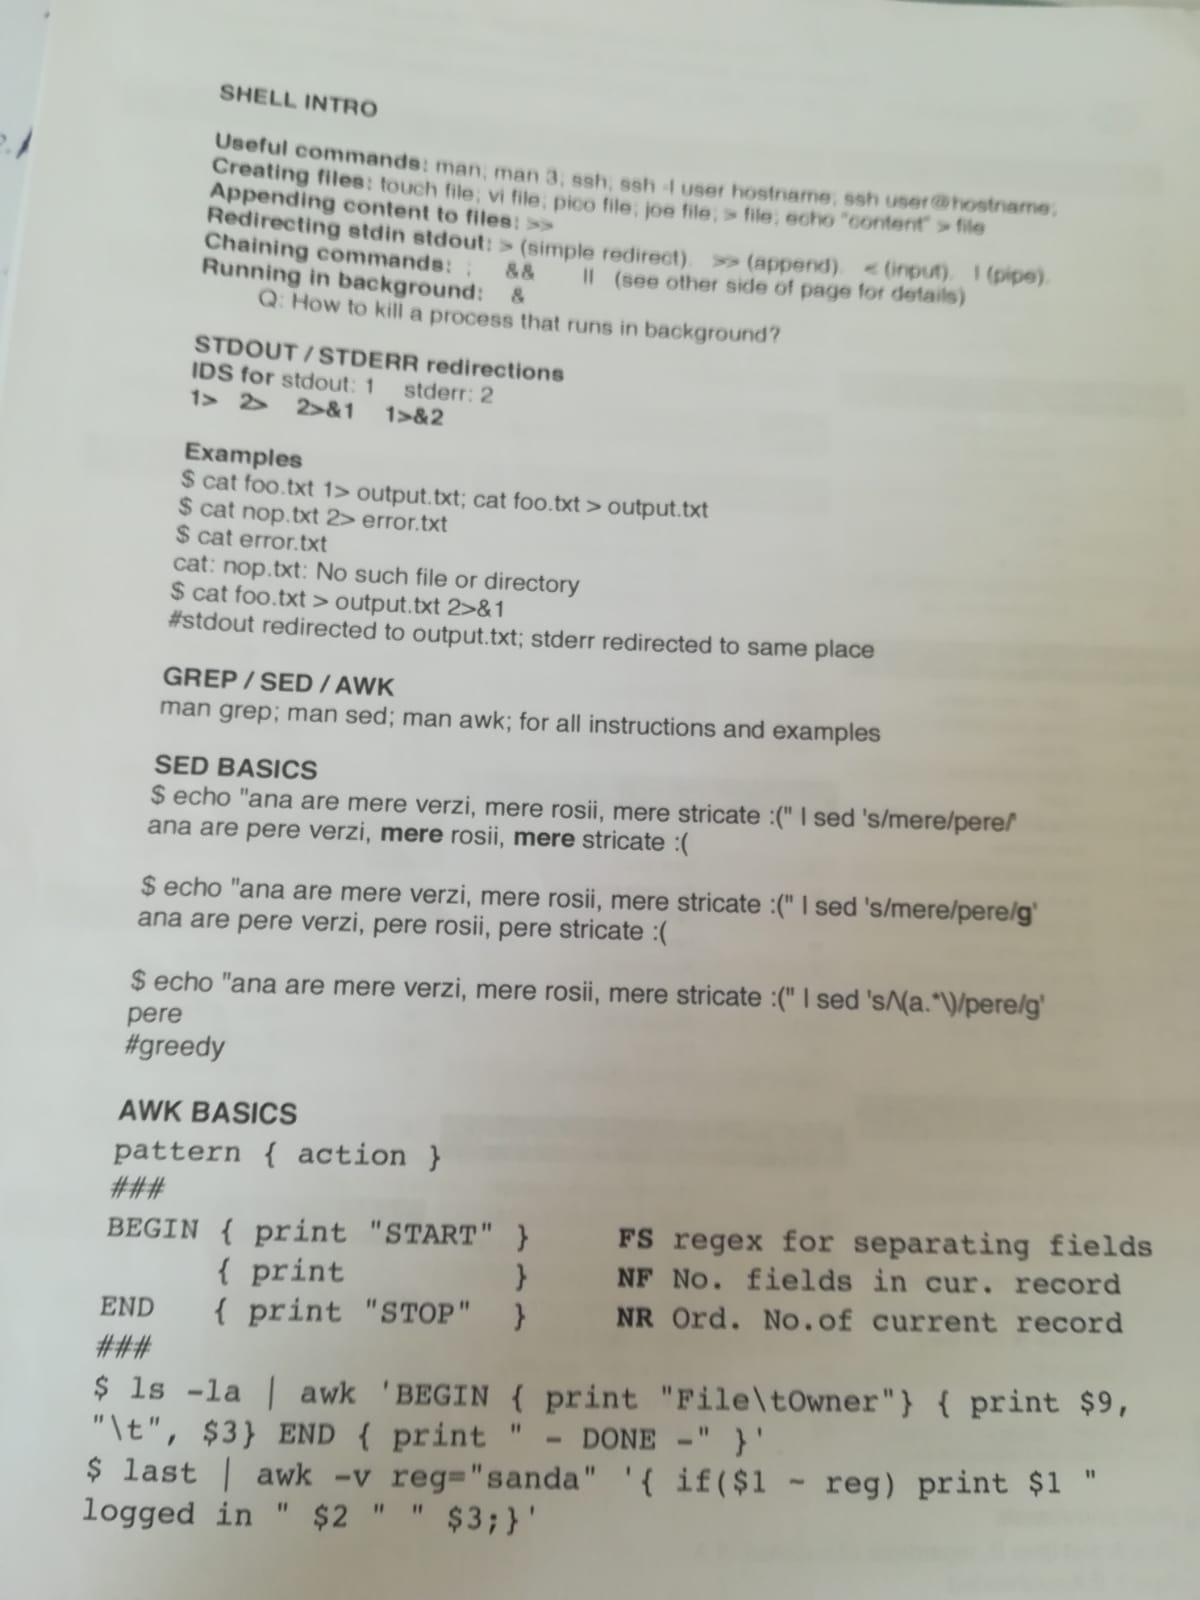 SHELL INTRO
Useful commands: man; man 3; ssh; ssh -l user hostname; ssh user@hostname;
Creating files: touch file; vi file; pico file; joe file; > file; echo "content" > file
Appending content to files: >>
Redirecting stdin stdout: > (simple redirect). >> (append). < (input). | (pipe).
Chaining commands: ; && || (see other side of page for details)
Running in background: &
Q: How to kill a process that runs in background?
STDOUT / STDERR redirections
IDS for stdout: 1 stderr: 2
1> 2> 2>&1 1>&2
Examples
$ cat foo.txt 1> output.txt; cat foo.txt > output.txt
$ cat nop.txt 2> error.txt
$ cat error.txt
cat: nop.txt: No such file or directory
$ cat foo.txt > output.txt 2>&1
#stdout redirected to output.txt; stderr redirected to same place
GREP / SED / AWK
man grep; man sed; man awk; for all instructions and examples
SED BASICS
$ echo "ana are mere verzi, mere rosii, mere stricate :(" | sed 's/mere/pere/'
ana are pere verzi, mere rosii, mere stricate :(
$ echo "ana are mere verzi, mere rosii, mere stricate :(" | sed 's/mere/pere/g'
ana are pere verzi, pere rosii, pere stricate :(
$ echo "ana are mere verzi, mere rosii, mere stricate :(" | sed 's/\(a.*\)/pere/g'
pere
#greedy
AWK BASICS
pattern { action }
###
BEGIN { print "START" } FS regex for separating fields
{ print } NF No. fields in cur. record
END { print "STOP" } NR Ord. No.of current record
###
$ ls -la | awk 'BEGIN { print "File\tOwner"} { print $9,
"\t", $3} END { print " - DONE -" }'
$ last | awk -v reg="sanda" '{ if($1 ~ reg) print $1 "
logged in " $2 " " $3;}'